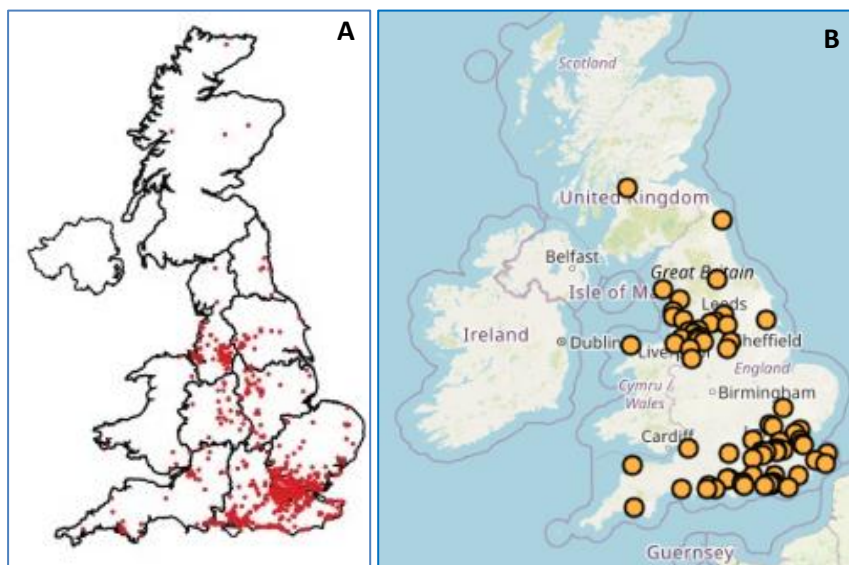 A
B
Scotland
United Kingdom
Belfast
Great Britain
Isle of Ma
Leeds
Ireland
Dublin
Sheffield
England
Cymru /
Wales
Birmingham
Cardiff
Guernsey